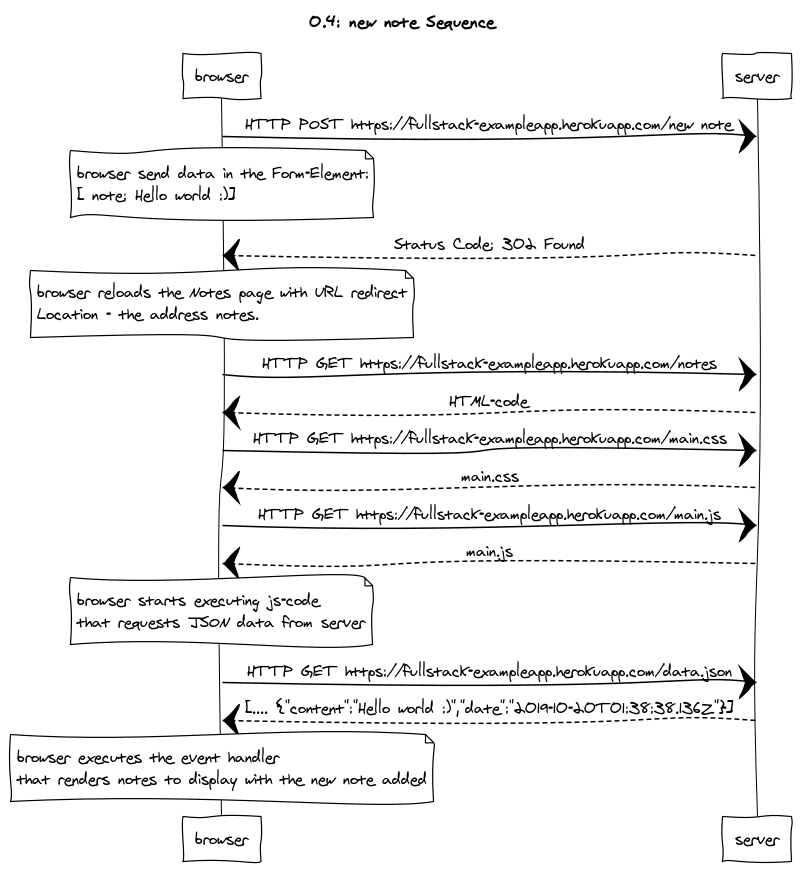 0.4: new note Sequence
browser
server
HTTP POST https://fullstack-exampleapp.herokuapp.com/new note
browser send data in the Form-Element:
[ note: Hello world :)]
Status Code: 302 Found
browser reloads the Notes page with URL redirect
Location - the address notes.
HTTP GET https://fullstack-exampleapp.herokuapp.com/notes
HTML-code
HTTP GET https://fullstack-exampleapp.herokuapp.com/main.css
main.css
HTTP GET https://fullstack-exampleapp.herokuapp.com/main.js
main.js
browser starts executing js-code
that requests JSON data from server
HTTP GET https://fullstack-exampleapp.herokuapp.com/data.json
[.... {"content":"Hello world :)","date":"2019-10-20T01:38:38.136Z"}]
browser executes the event handler
that renders notes to display with the new note added
browser
server